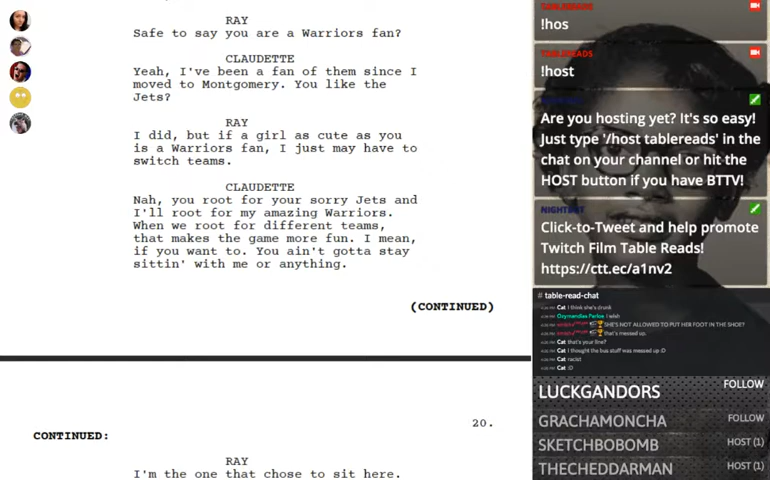 RAY
Safe to say you are a Warriors fan?
CLAUDETTE
Yeah, I've been a fan of them since I
moved to Montgomery. You like the
Jets?
RAY
I did, but if a girl as cute as you
is a Warriors fan, I just may have to
switch teams.
CLAUDETTE
Nah, you root for your sorry Jets and
I'll root for my amazing Warriors.
When we root for different teams,
that makes the game more fun. I mean,
if you want to. You ain't gotta stay
sittin' with me or anything.
(CONTINUED)
20.
CONTINUED:
RAY
I'm the one that chose to sit here.
TABLEREADS
!hos
TABLEREADS
!host
Are you hosting yet? It's so easy!
Just type '/host tablereads' in the
chat on your channel or hit the
HOST button if you have BTTV!
NIGHTBOT
Click-to-Tweet and help promote
Twitch Film Table Reads!
https://ctt.ec/a1nv2
# table-read-chat
Cat I think she's drunk
Ozymandias Parlos I wish
SHE'S NOT ALLOWED TO PUT HER FOOT IN THE SHOE?
that's messed up.
Cat that's your line?
Cat I thought the bus stuff was messed up :D
Cat racist
Cat :D
LUCKGANDORS FOLLOW
GRACHAMONCHA FOLLOW
SKETCHBOBOMB HOST (1)
THECHEDDARMAN HOST (1)